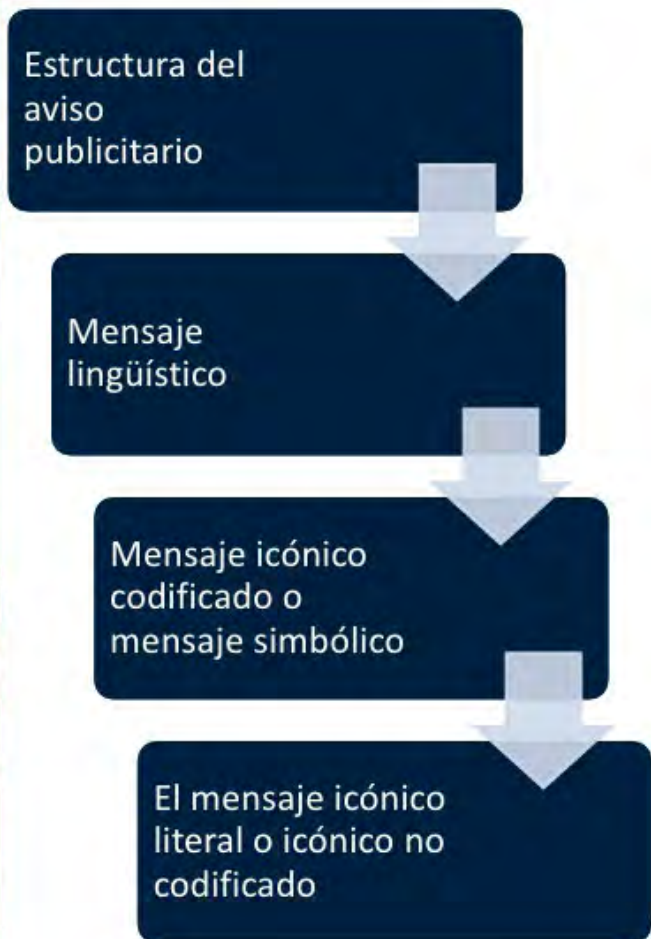 Estructura del
aviso
publicitario
Mensaje
lingüístico
Mensaje icónico
codificado o
mensaje simbólico
El mensaje icónico
literal o icónico no
codificado